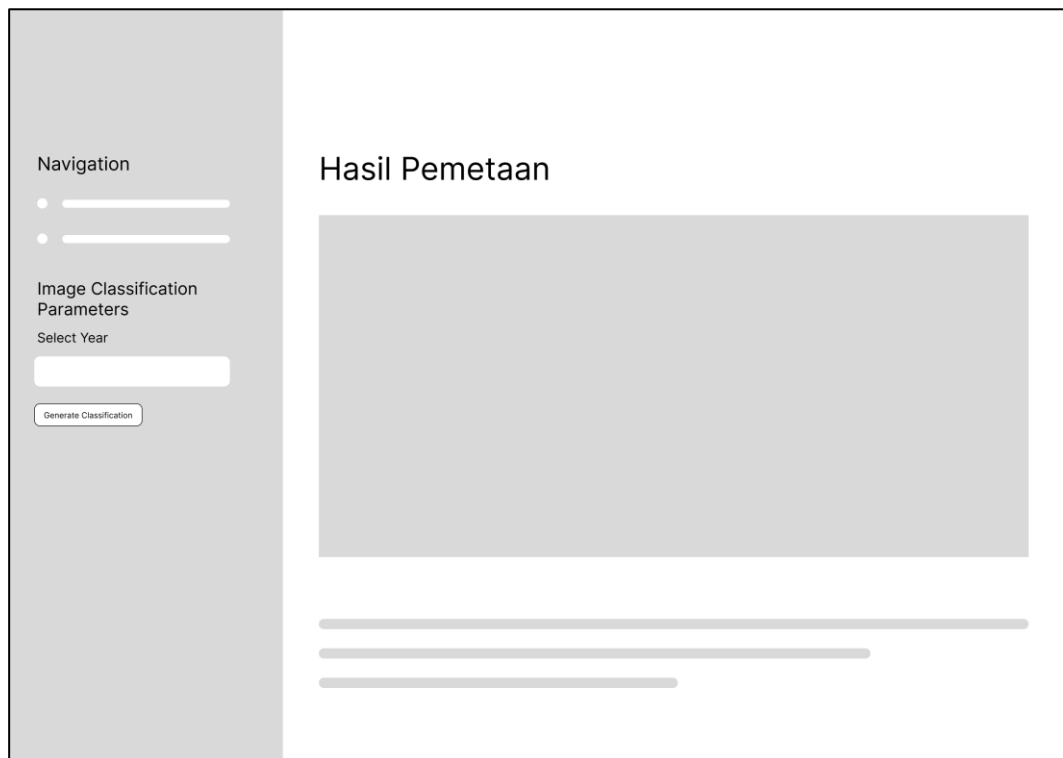 Navigation
Image Classification
Parameters
Select Year
Generate Classification
Hasil Pemetaan